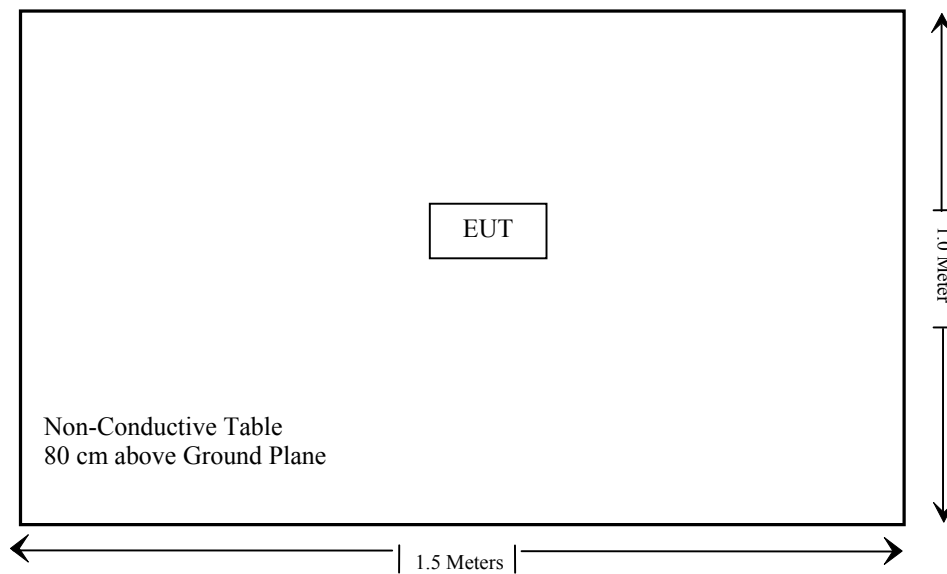 EUT
1.0 Meter
Non-Conductive Table
80 cm above Ground Plane
1.5 Meters